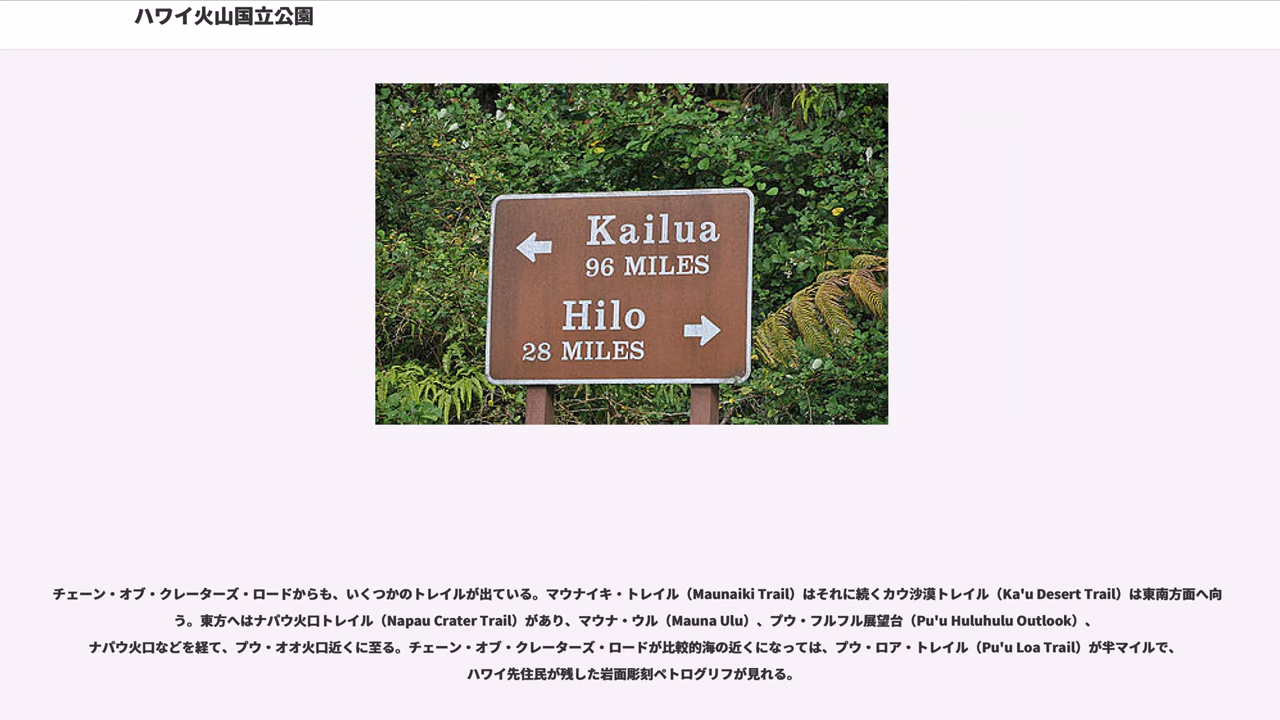 ハワイ火山国立公園
Kailua
96 MILES
Hilo
28 MILES
チェーン・オブ・クレーターズ・ロードからも、いくつかのトレイルが出ている。マウナイキ・トレイル（Maunaiki Trail）はそれに続くカウ沙漠トレイル（Ka'u Desert Trail）は東南方面へ向
う。東方へはナパウ火口トレイル（Napau Crater Trail）があり、マウナ・ウル（Mauna Ulu）、プウ・フルフル展望台（Pu'u Huluhulu Outlook）、
ナパウ火口などを経て、プウ・オオ火口近くに至る。チェーン・オブ・クレーターズ・ロードが比較的海の近くになっては、プウ・ロア・トレイル（Pu'u Loa Trail）が半マイルで、
ハワイ先住民が残した岩面彫刻ペトログリフが見れる。